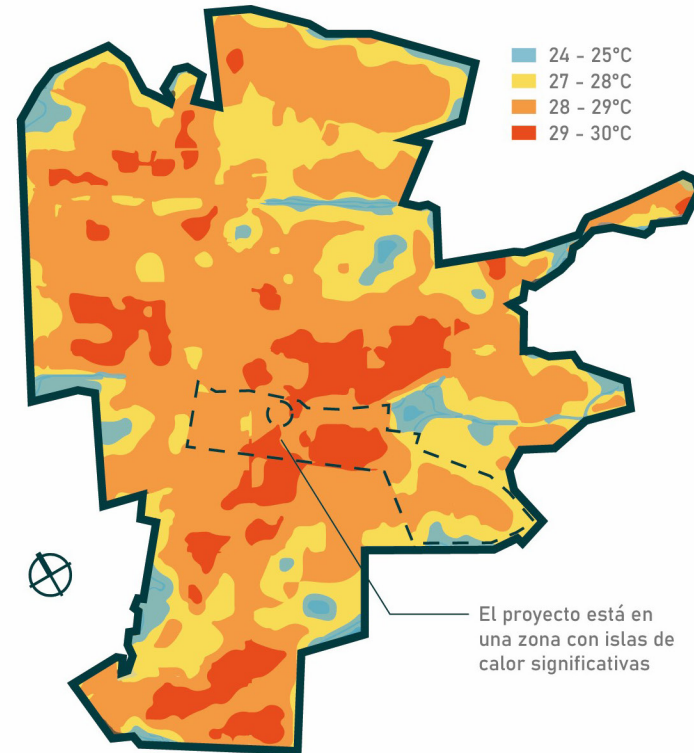 24 - 25°C
27 - 28°C
28 - 29°C
29 - 30°C
El proyecto está en
una zona con islas de
calor significativas